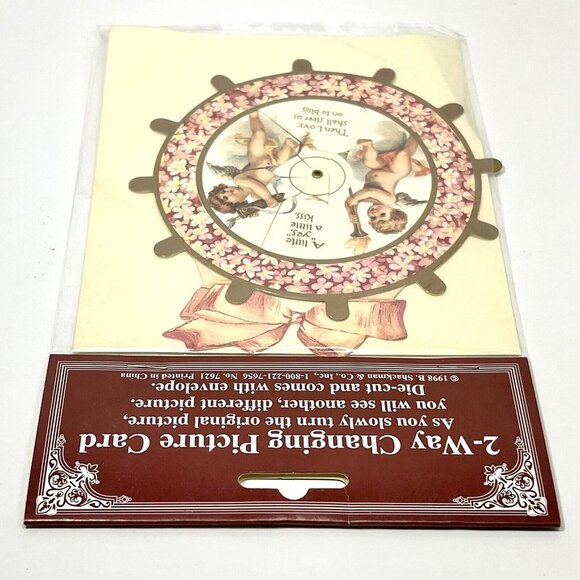 2-Way Changing Picture Card
As you slowly turn the original picture,
you will see another, different picture.
Die-cut and comes with envelope.
© 1998 B. Shackman & Co., Inc., 1-800-221-7656 No. 7621 Printed in China
A little
"yes",
a little
kiss,
Then LOVE
shall steer us
on to bliss